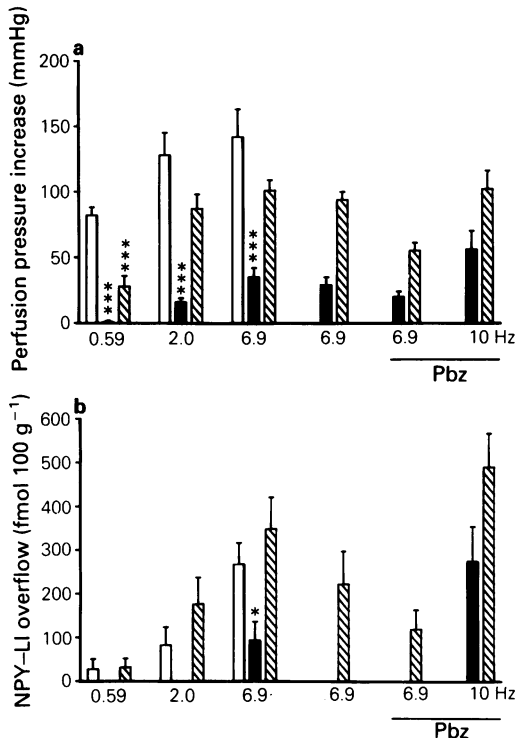 a
Perfusion pressure increase (mmHg)
200
150
100
50
0
***
***
***
***
0.59 2.0 6.9 6.9 6.9 10 Hz
Pbz
b
NPY–LI overflow (fmol 100 g⁻¹)
600
500
400
300
200
100
0
*
0.59 2.0 6.9· 6.9 6.9 10 Hz
Pbz